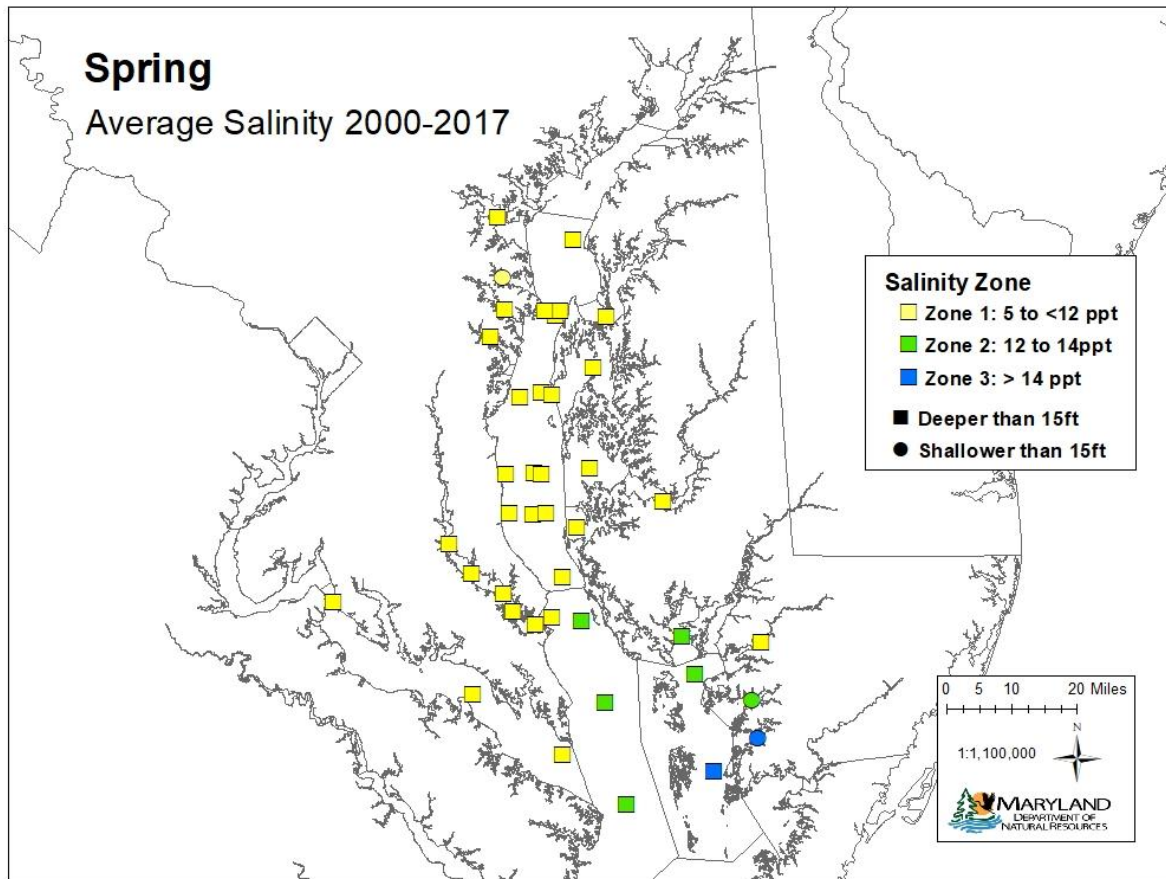 Spring
Average Salinity 2000-2017
Salinity Zone
Zone 1: 5 to <12 ppt
Zone 2: 12 to 14ppt
Zone 3: > 14 ppt
Deeper than 15ft
Shallower than 15ft
0 5 10 20 Miles
N
1:1,100,000
MARYLAND
DEPARTMENT OF
NATURAL RESOURCES